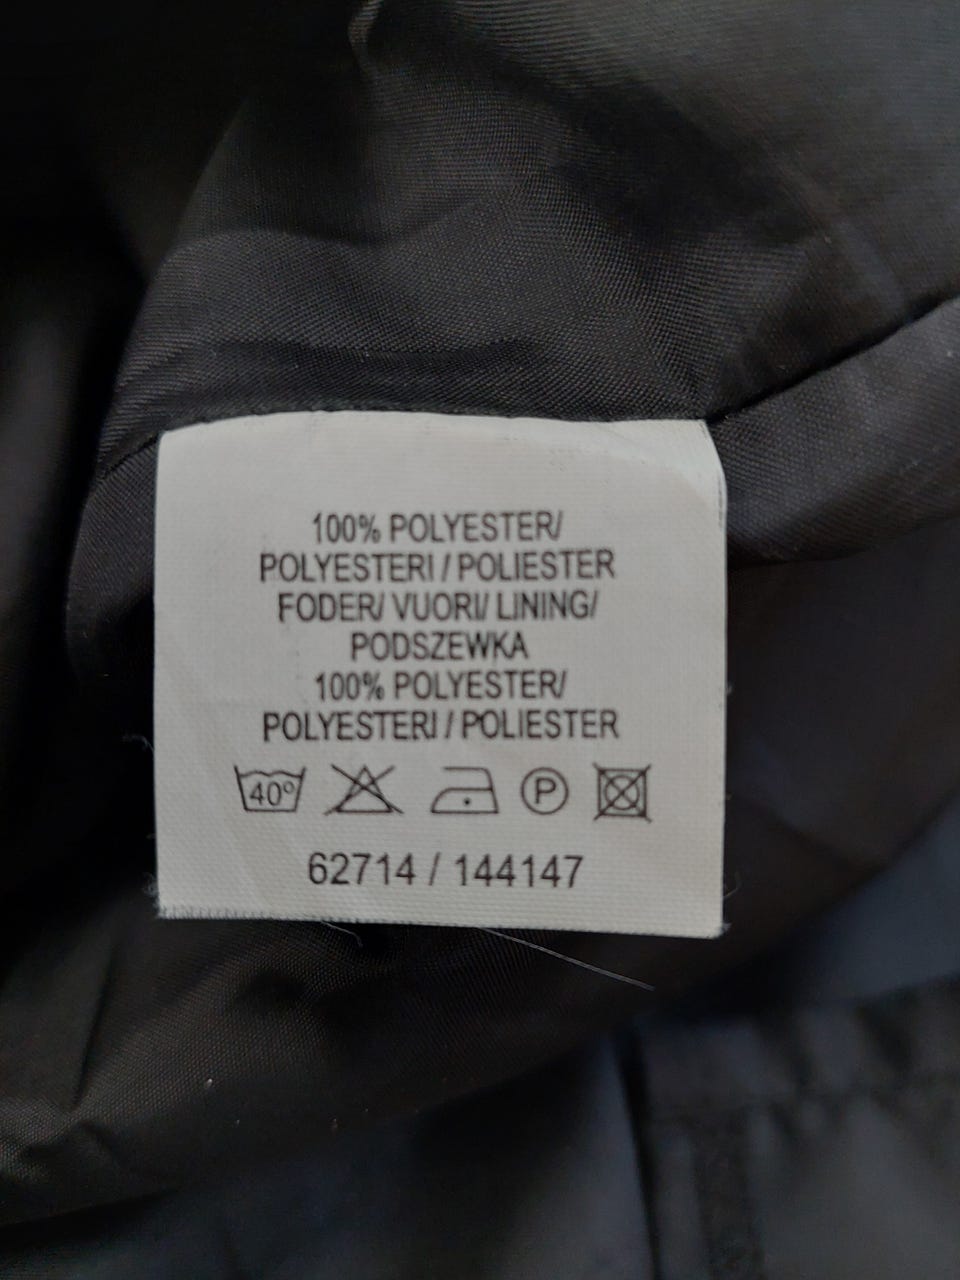 100% POLYESTER/
POLYESTERI / POLIESTER
FODER/ VUORI/ LINING/
PODSZEWKA
100% POLYESTER/
POLYESTERI / POLIESTER
40° P
62714 / 144147